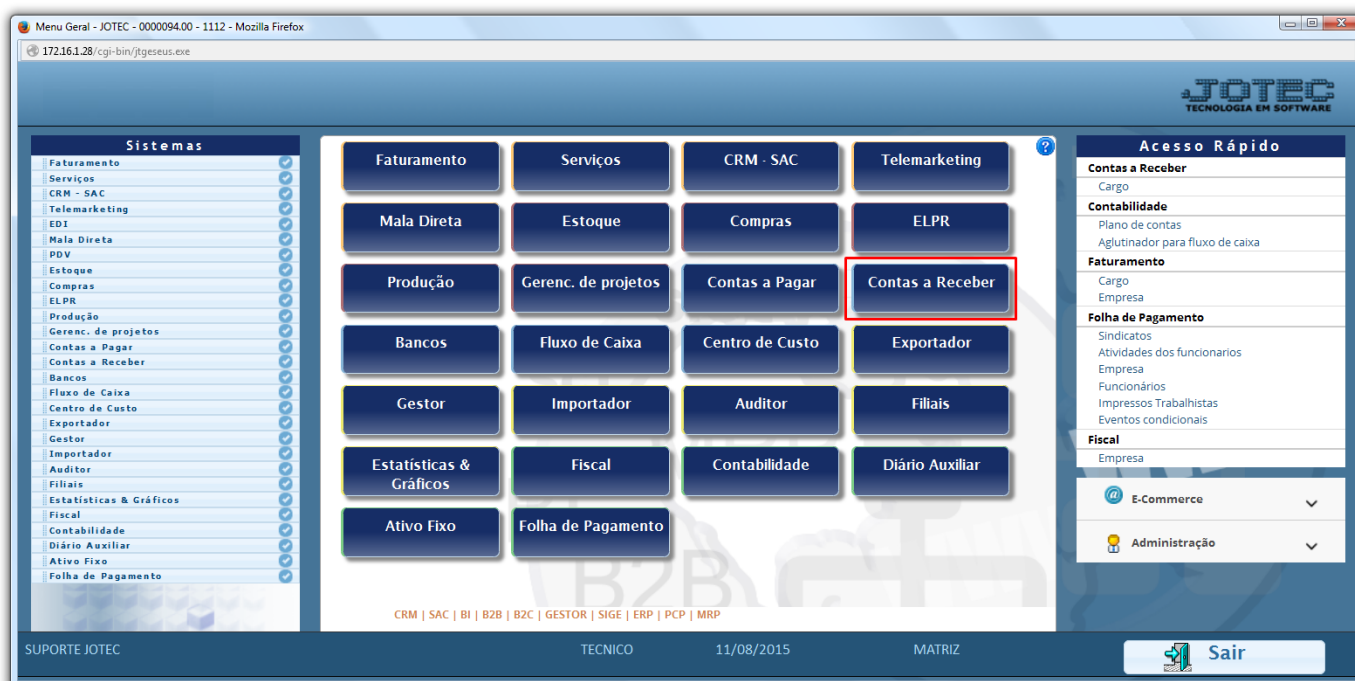 Menu Geral - JOTEC - 0000094.00 - 1112 - Mozilla Firefox
172.16.1.28/cgi-bin/jtgeseus.exe
JOTEC
TECNOLOGIA EM SOFTWARE
Sistemas
Faturamento
Serviços
CRM - SAC
Telemarketing
EDI
Mala Direta
PDV
Estoque
Compras
ELPR
Produção
Gerenc. de projetos
Contas a Pagar
Contas a Receber
Bancos
Fluxo de Caixa
Centro de Custo
Exportador
Gestor
Importador
Auditor
Filiais
Estatísticas & Gráficos
Fiscal
Contabilidade
Diário Auxiliar
Ativo Fixo
Folha de Pagamento
Faturamento Serviços CRM - SAC Telemarketing
Mala Direta Estoque Compras ELPR
Produção Gerenc. de projetos Contas a Pagar Contas a Receber
Bancos Fluxo de Caixa Centro de Custo Exportador
Gestor Importador Auditor Filiais
Estatísticas & Gráficos Fiscal Contabilidade Diário Auxiliar
Ativo Fixo Folha de Pagamento
B2B
CRM | SAC | BI | B2B | B2C | GESTOR | SIGE | ERP | PCP | MRP
?
Acesso Rápido
Contas a Receber
Cargo
Contabilidade
Plano de contas
Aglutinador para fluxo de caixa
Faturamento
Cargo
Empresa
Folha de Pagamento
Sindicatos
Atividades dos funcionarios
Empresa
Funcionários
Impressos Trabalhistas
Eventos condicionais
Fiscal
Empresa
@ E-Commerce
Administração
SUPORTE JOTEC TECNICO 11/08/2015 MATRIZ Sair